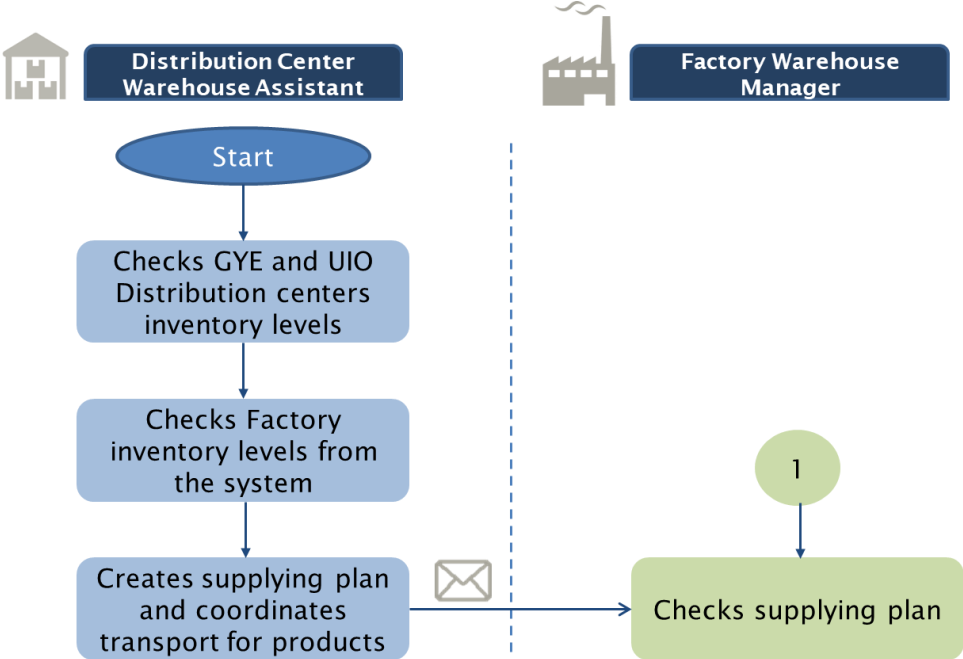 Distribution Center
Warehouse Assistant
Factory Warehouse
Manager
Start
Checks GYE and UIO
Distribution centers
inventory levels
Checks Factory
inventory levels from
the system
1
Creates supplying plan
and coordinates
transport for products
Checks supplying plan